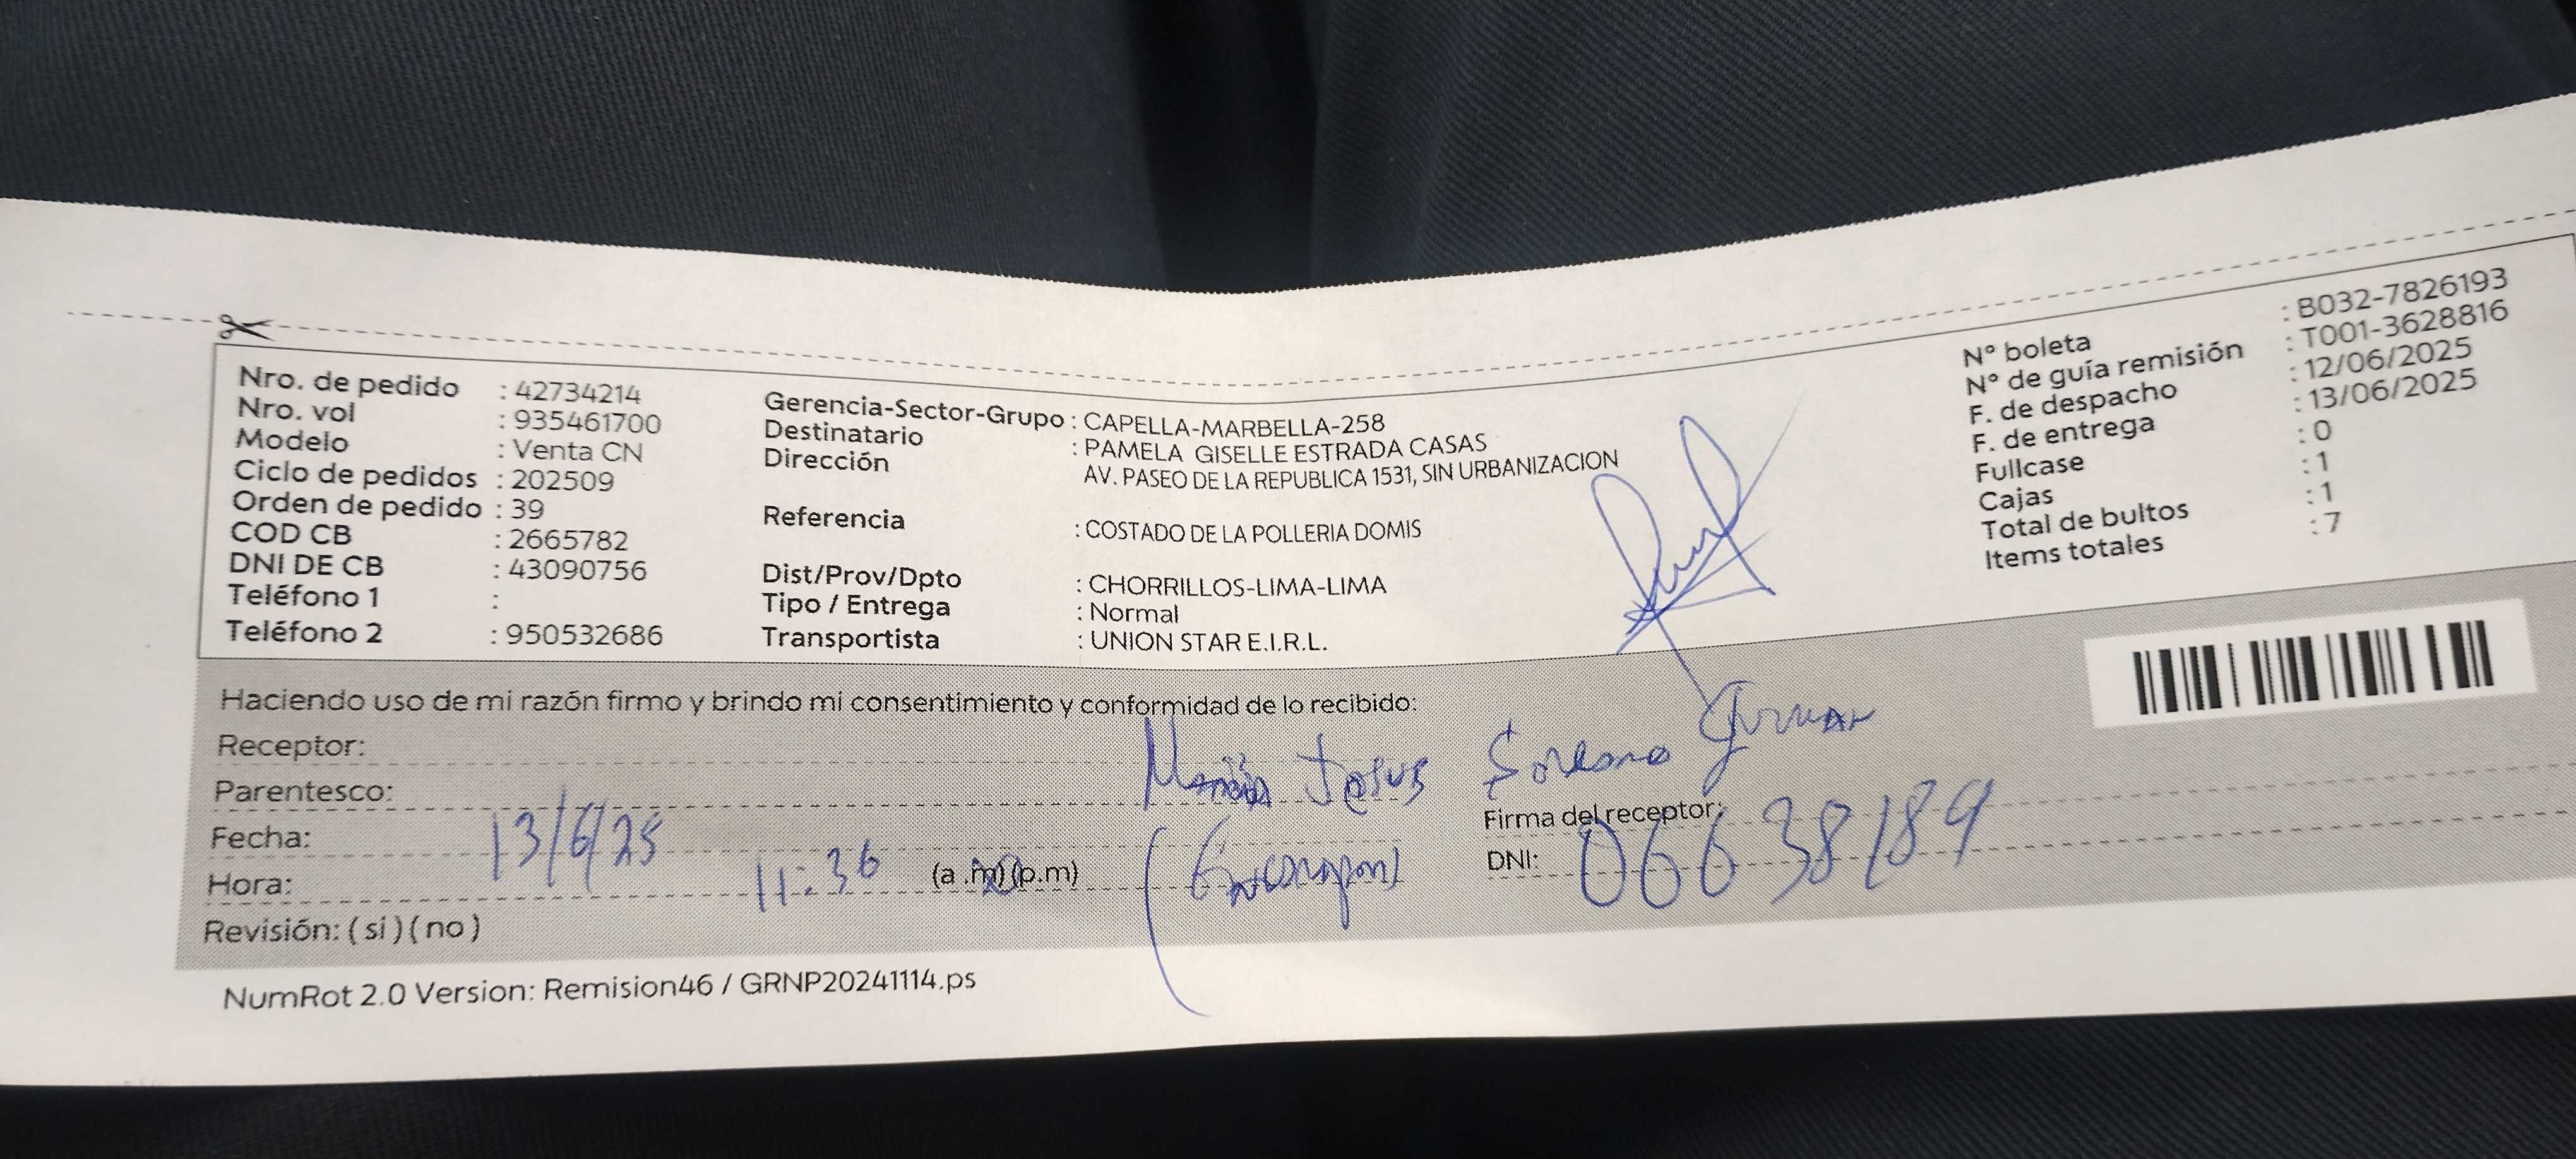 Nro. de pedido : 42734214
Nro. vol : 935461700
Modelo : Venta CN
Ciclo de pedidos : 202509
Orden de pedido : 39
COD CB : 2665782
DNI DE CB : 43090756
Teléfono 1 :
Teléfono 2 : 950532686
Gerencia-Sector-Grupo : CAPELLA-MARBELLA-258
Destinatario : PAMELA GISELLE ESTRADA CASAS
Dirección AV. PASEO DE LA REPUBLICA 1531, SIN URBANIZACION
Referencia : COSTADO DE LA POLLERIA DOMIS
Dist/Prov/Dpto : CHORRILLOS-LIMA-LIMA
Tipo / Entrega : Normal
Transportista : UNION STAR E.I.R.L.
N° boleta : B032-7826193
N° de guía remisión : T001-3628816
F. de despacho : 12/06/2025
F. de entrega : 13/06/2025
Fullcase : 0
Cajas : 1
Total de bultos : 1
Items totales : 7
Haciendo uso de mi razón firmo y brindo mi consentimiento y conformidad de lo recibido:
Receptor: Jesus
Parentesco:
Firma del receptor:
Fecha: 13/6/25
DNI: 06638189
Hora: 11:36 (a.m)(p.m)
Revisión: ( si ) ( no )
NumRot 2.0 Version: Remision46 / GRNP20241114.ps